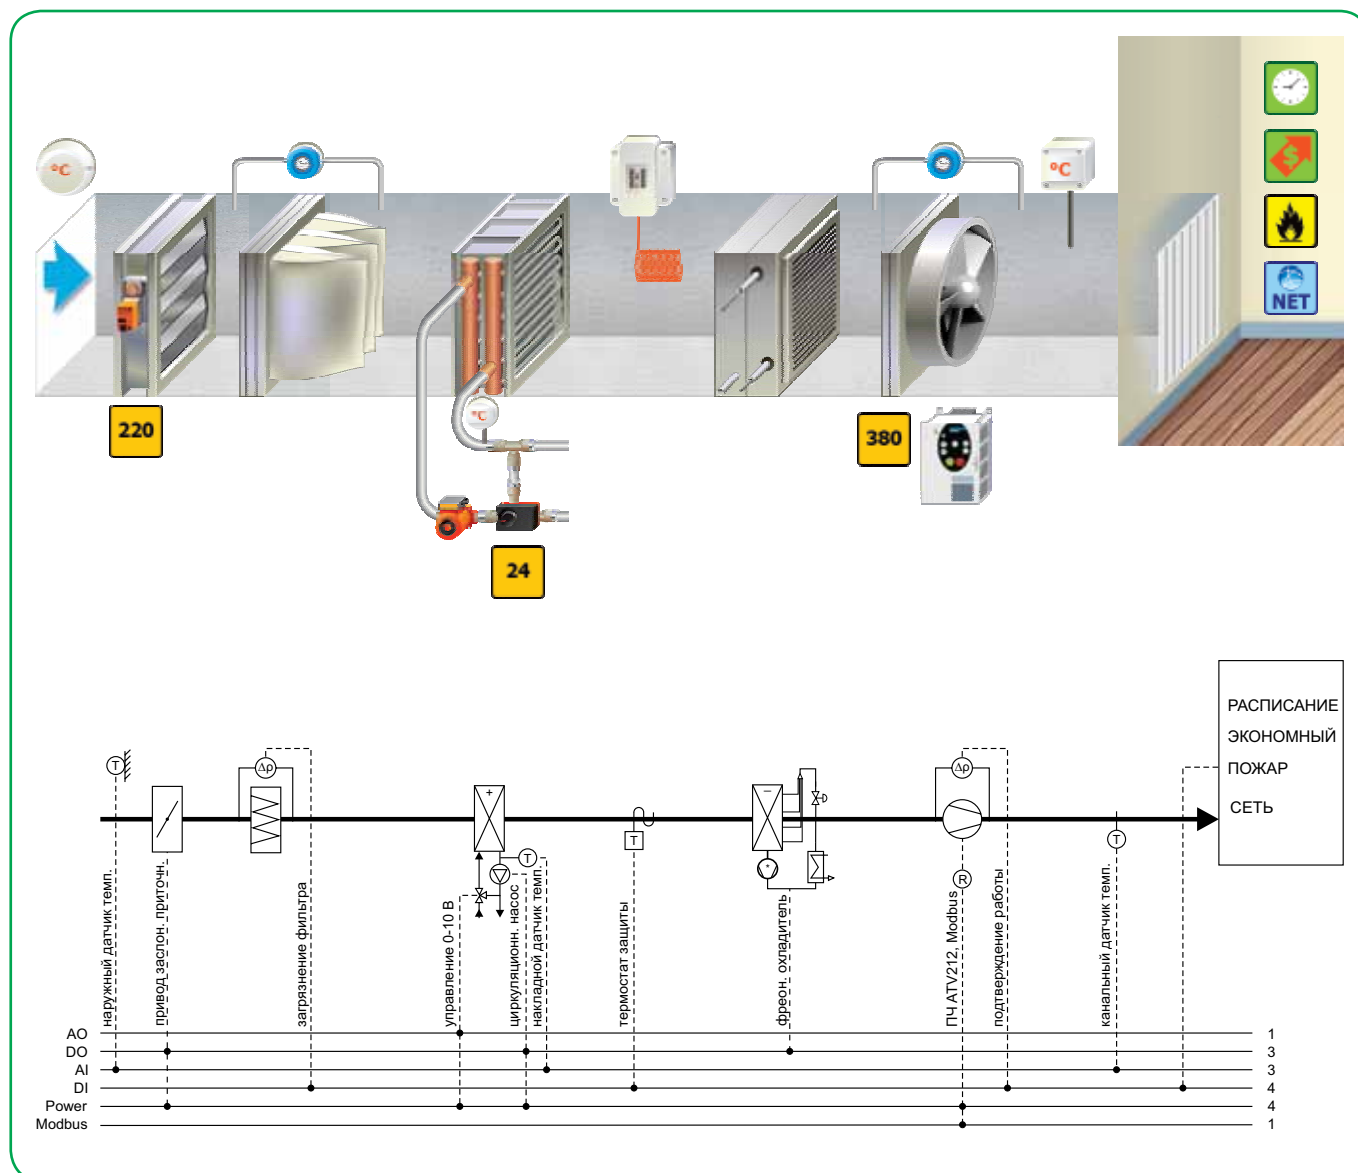 °C
°C
NET
220
°C
380
24
РАСПИСАНИЕ
ЭКОНОМНЫЙ
ПОЖАР
СЕТЬ
T
Δρ
+
T
T
–
Δρ
R
T
наружный датчик темп.
привод заслон. приточн.
загрязнение фильтра
управление 0-10 В
циркуляционн. насос
накладной датчик темп.
термостат защиты
фреон. охладитель
ПЧ ATV212, Modbus
подтверждение работы
канальный датчик темп.
AO 1
DO 3
AI 3
DI 4
Power 4
Modbus 1